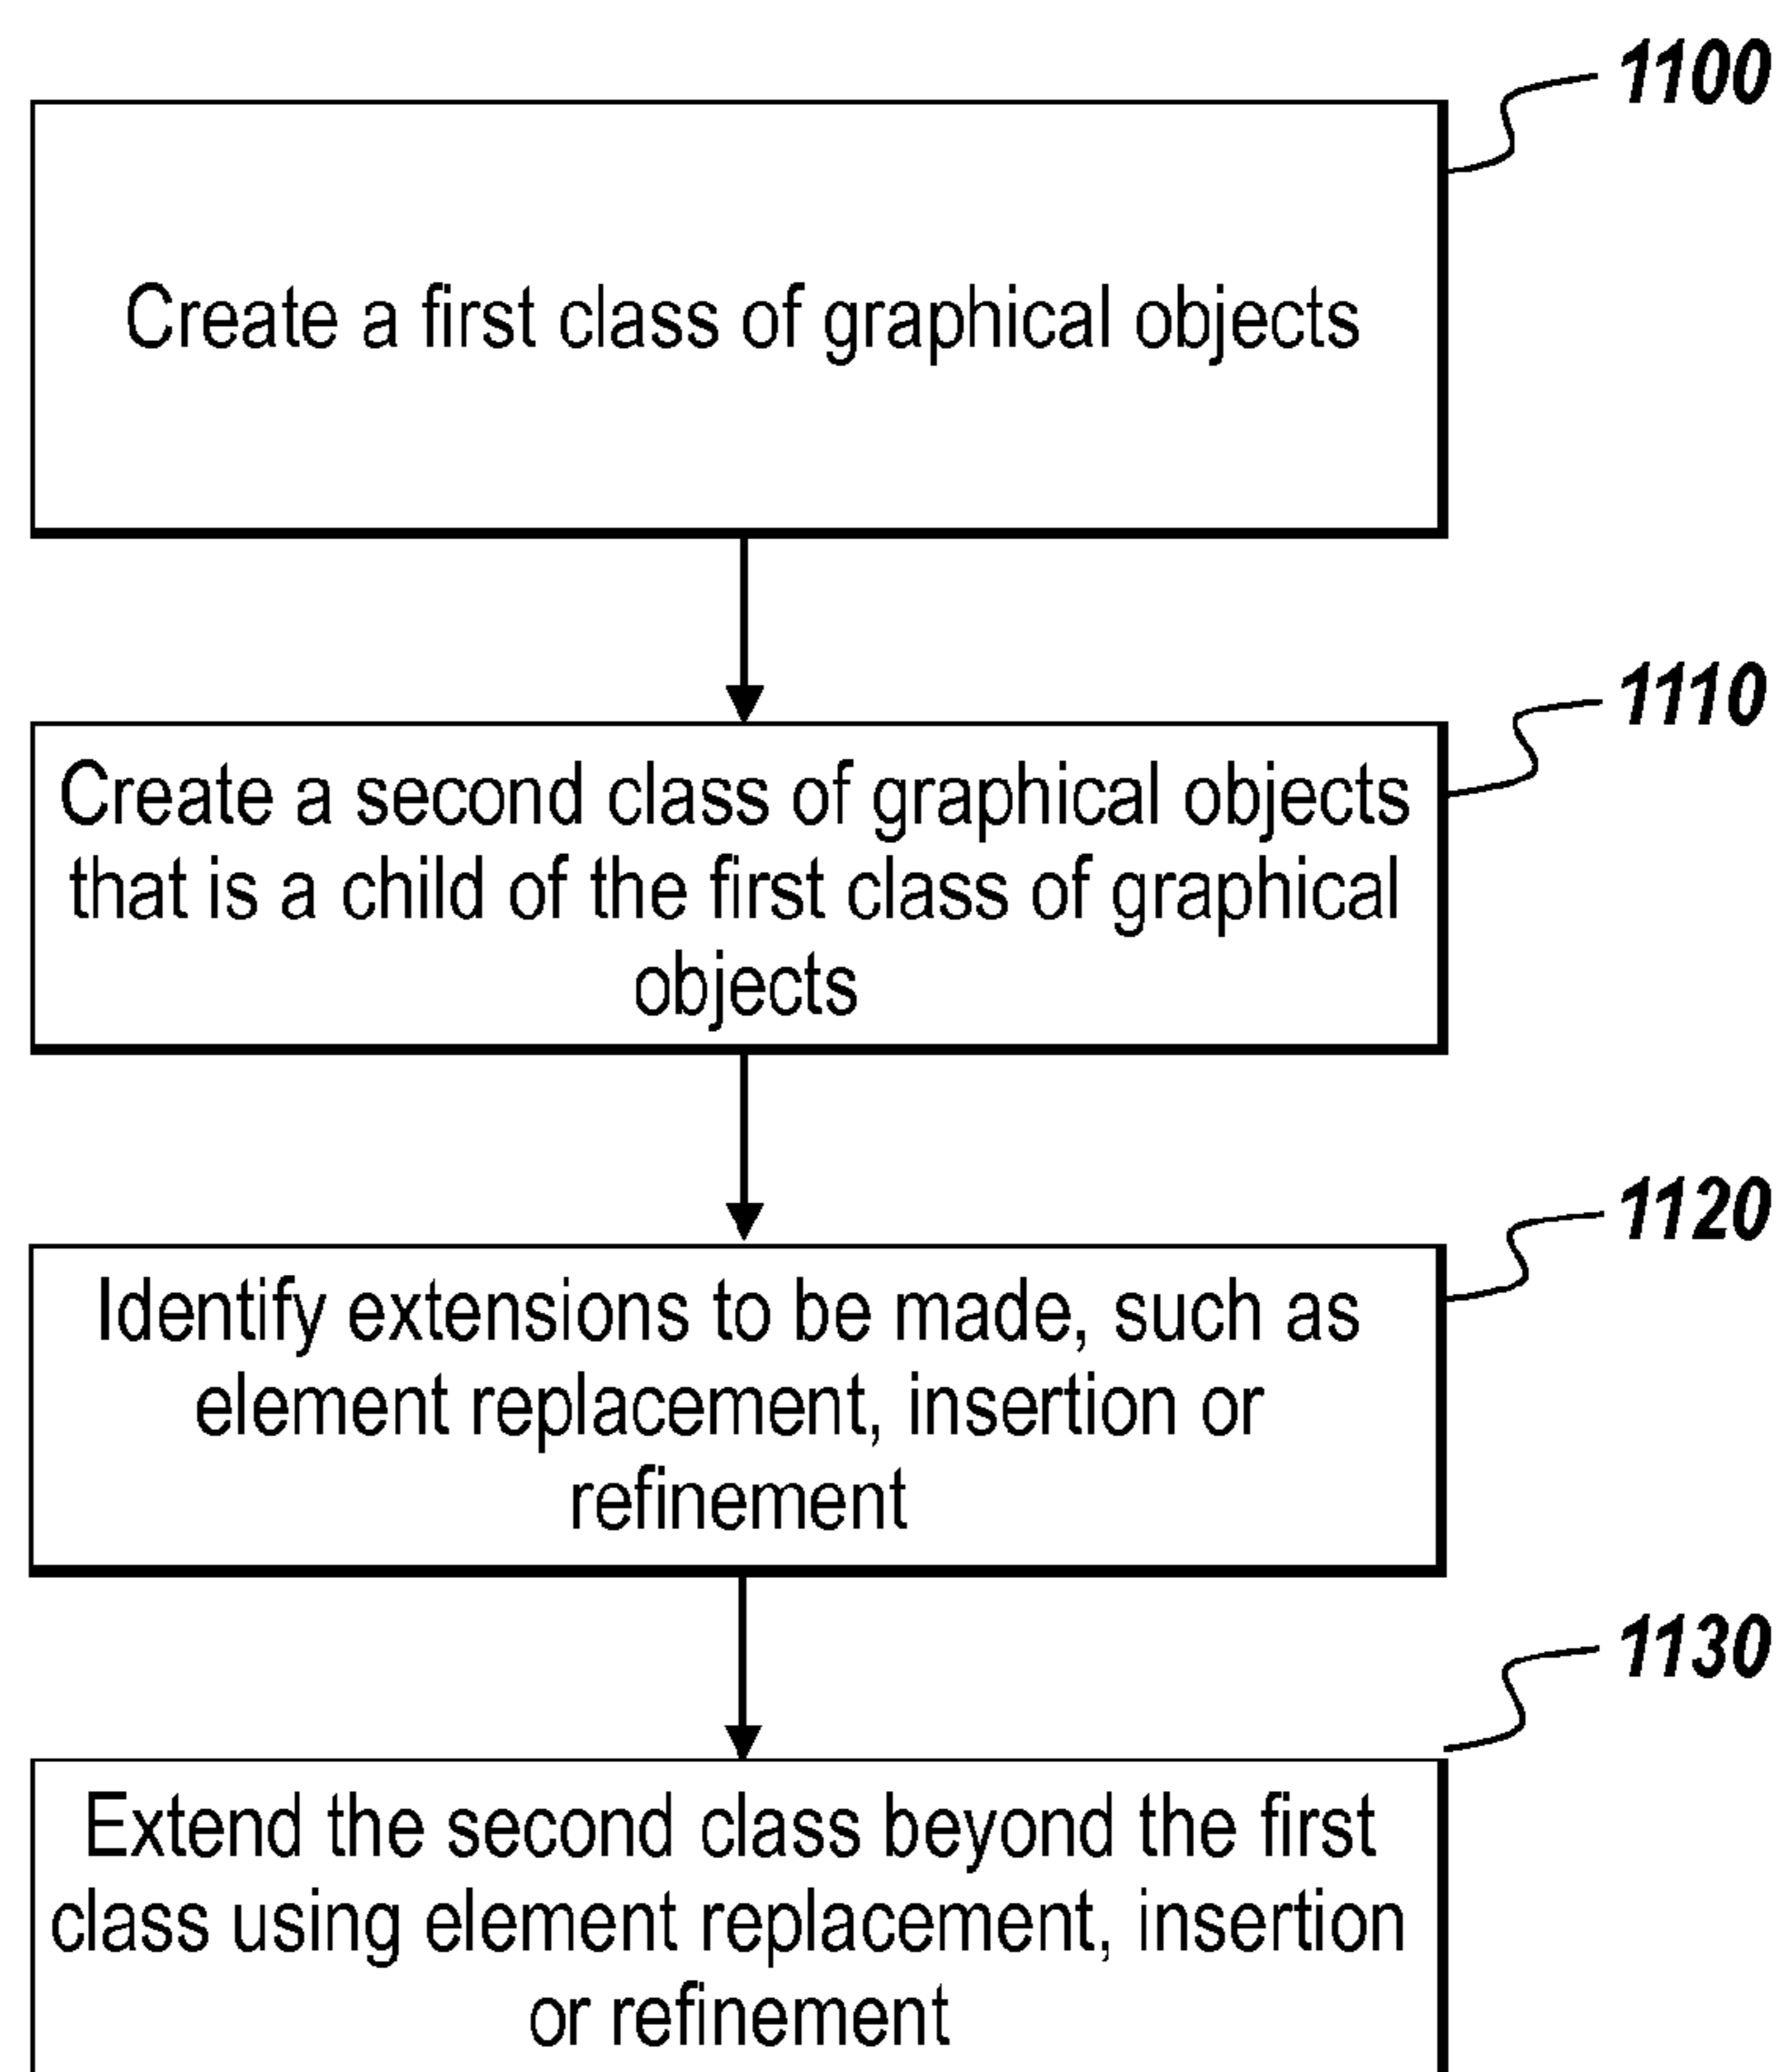 1100
Create a first class of graphical objects
1110
Create a second class of graphical objects
that is a child of the first class of graphical
objects
1120
Identify extensions to be made, such as
element replacement, insertion or
refinement
1130
Extend the second class beyond the first
class using element replacement, insertion
or refinement